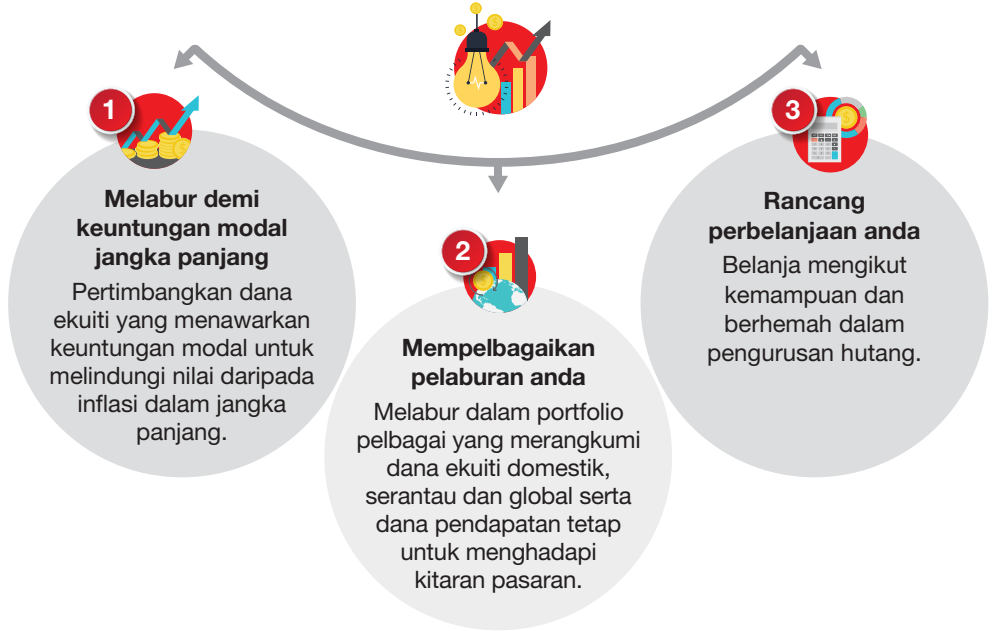 1
Melabur demi
keuntungan modal
jangka panjang
Pertimbangkan dana
ekuiti yang menawarkan
keuntungan modal untuk
melindungi nilai daripada
inflasi dalam jangka
panjang.
2
Mempelbagaikan
pelaburan anda
Melabur dalam portfolio
pelbagai yang merangkumi
dana ekuiti domestik,
serantau dan global serta
dana pendapatan tetap
untuk menghadapi
kitaran pasaran.
3
Rancang
perbelanjaan anda
Belanja mengikut
kemampuan dan
berhemah dalam
pengurusan hutang.